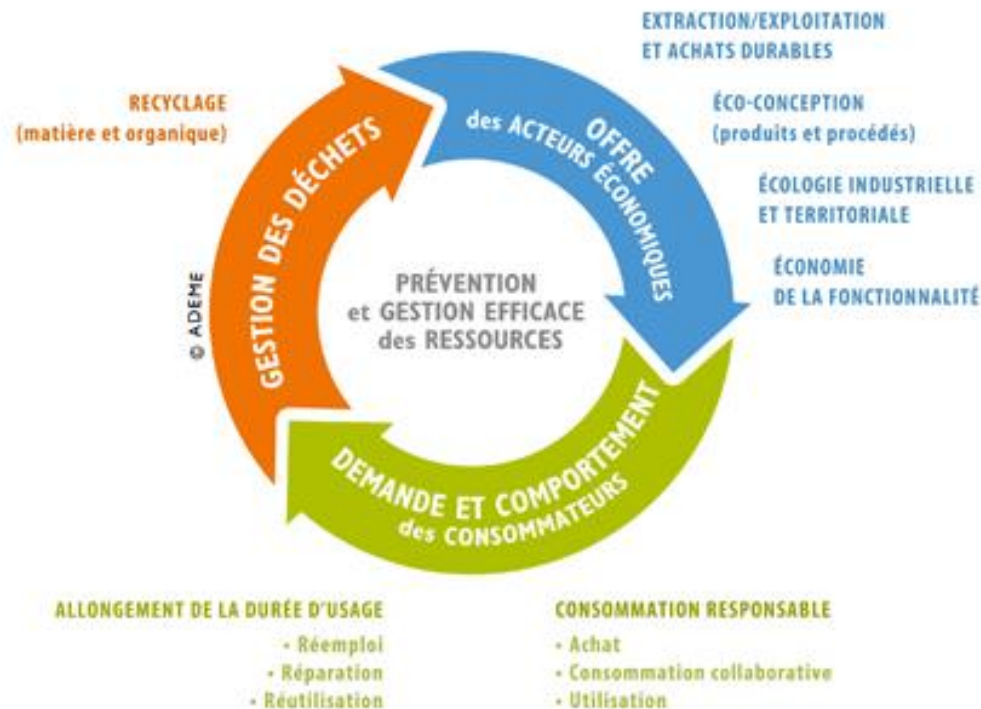 EXTRACTION/EXPLOITATION
ET ACHATS DURABLES
RECYCLAGE
(matière et organique)
ÉCO-CONCEPTION
(produits et procédés)
ÉCOLOGIE INDUSTRIELLE
ET TERRITORIALE
ÉCONOMIE
DE LA FONCTIONNALITÉ
OFFRE
des ACTEURS ÉCONOMIQUES
GESTION DES DÉCHETS
PRÉVENTION
et GESTION EFFICACE
des RESSOURCES
© ADEME
DEMANDE ET COMPORTEMENT
des CONSOMMATEURS
ALLONGEMENT DE LA DURÉE D'USAGE
• Réemploi
• Réparation
• Réutilisation
CONSOMMATION RESPONSABLE
• Achat
• Consommation collaborative
• Utilisation